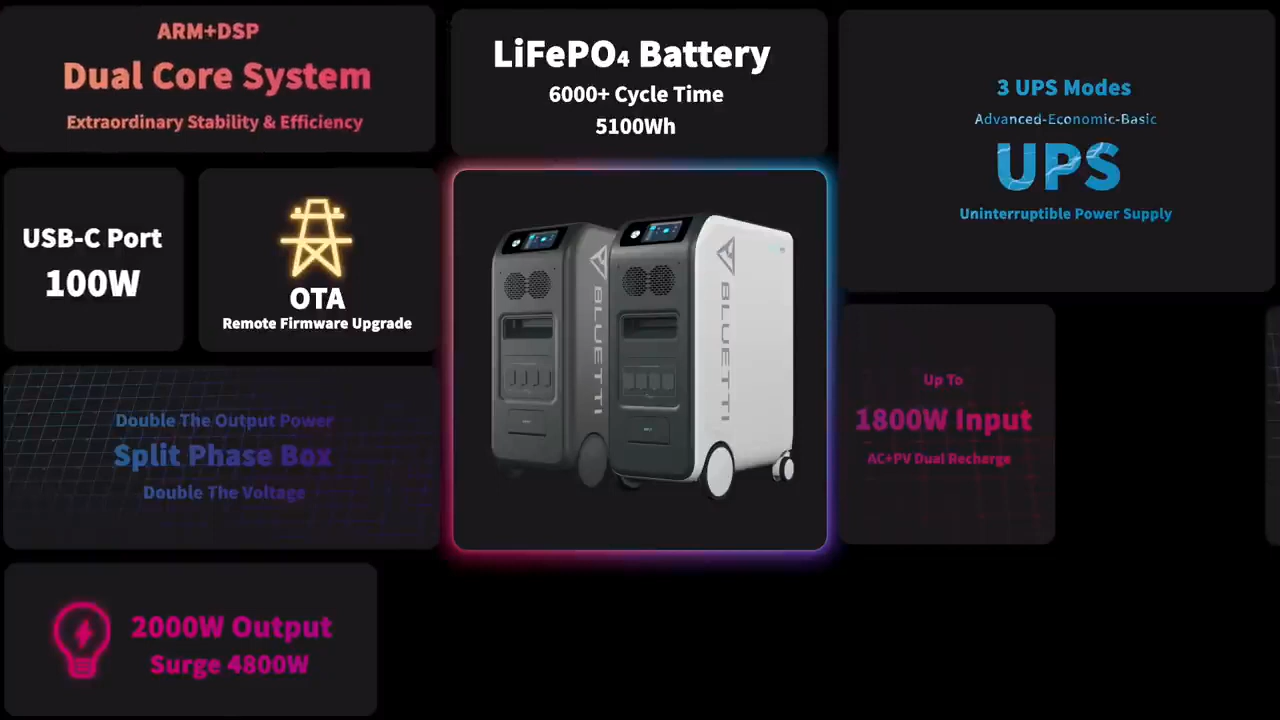 ARM+DSP
Dual Core System
Extraordinary Stability & Efficiency
LiFePO₄ Battery
6000+ Cycle Time
5100Wh
3 UPS Modes
Advanced-Economic-Basic
UPS
Uninterruptible Power Supply
USB-C Port
100W
OTA
Remote Firmware Upgrade
BLUETTI
BLUETTI
Up To
1800W Input
AC+PV Dual Recharge
Double The Output Power
Split Phase Box
Double The Voltage
2000W Output
Surge 4800W